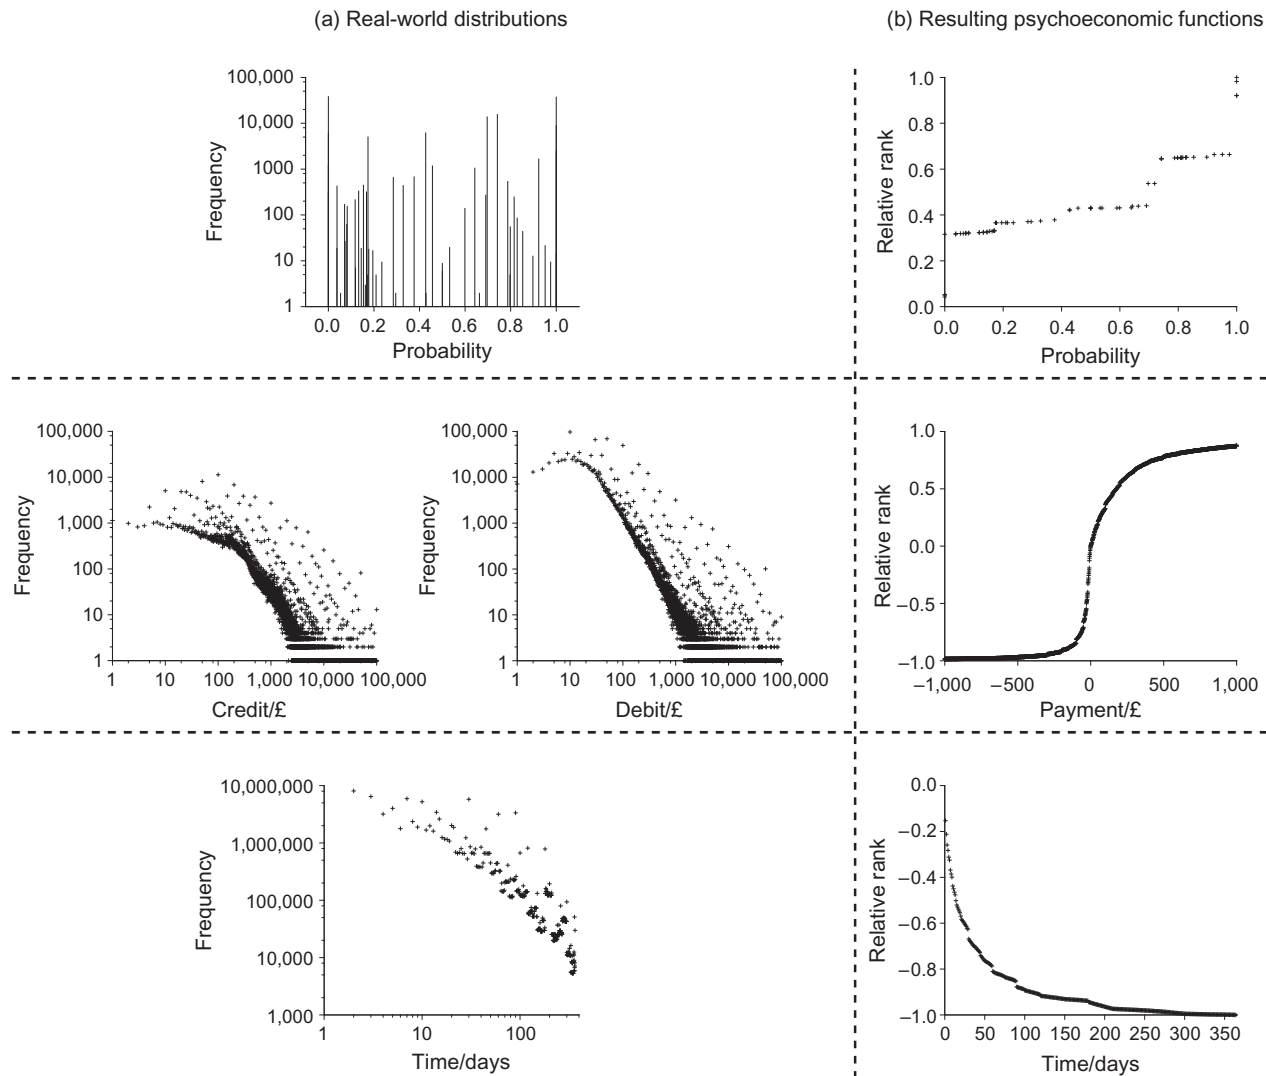 (a) Real-world distributions
(b) Resulting psychoeconomic functions
100,000
10,000
1000
100
10
1
Frequency
0.0 0.2 0.4 0.6 0.8 1.0
Probability
1.0
0.8
0.6
0.4
0.2
0.0
Relative rank
0.0 0.2 0.4 0.6 0.8 1.0
Probability
100,000
10,000
1,000
100
10
1
Frequency
1 10 100 1,000 10,000 100,000
Credit/£
100,000
10,000
1,000
100
10
1
Frequency
1 10 100 1,000 10,000 100,000
Debit/£
1.0
0.5
0.0
–0.5
–1.0
Relative rank
–1,000 –500 0 500 1,000
Payment/£
10,000,000
1,000,000
100,000
10,000
1,000
Frequency
1 10 100
Time/days
0.0
–0.2
–0.4
–0.6
–0.8
–1.0
Relative rank
0 50 100 150 200 250 300 350
Time/days